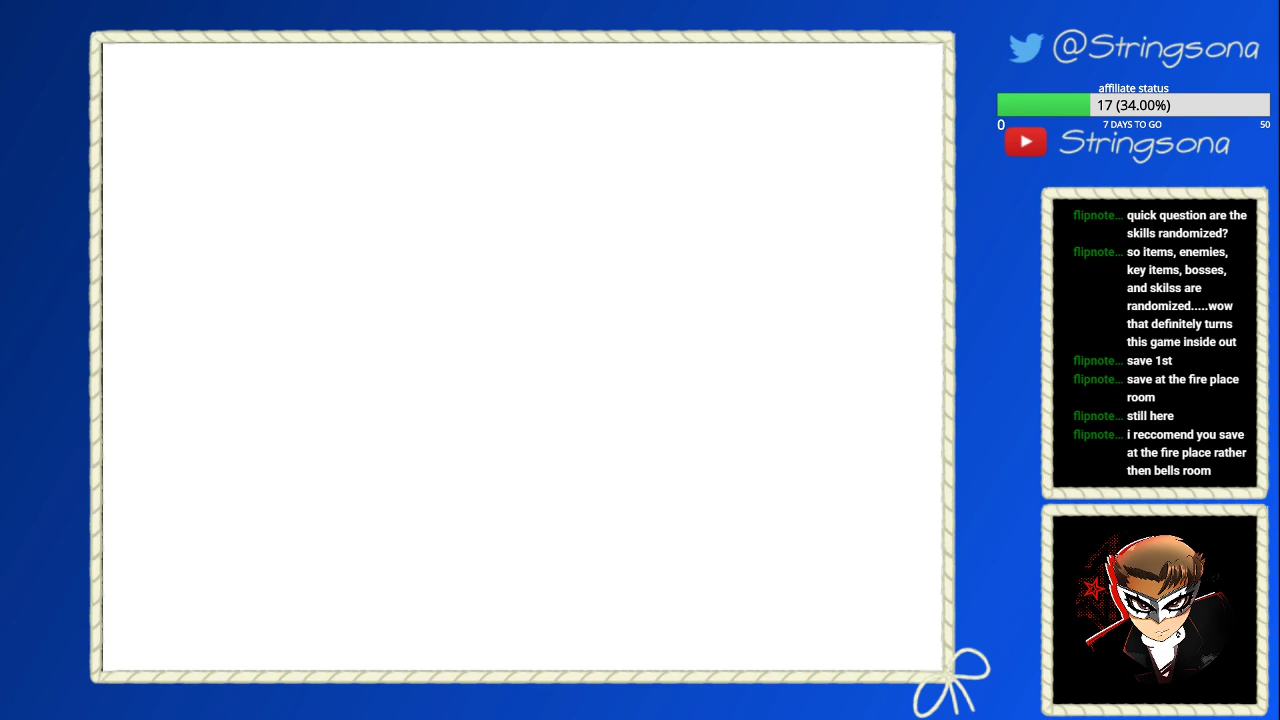 @Stringsona
affiliate status
17 (34.00%)
0
7 DAYS TO GO
50
Stringsona
flipnote... quick question are the
skills randomized?
flipnote... so items, enemies,
key items, bosses,
and skilss are
randomized.....wow
that definitely turns
this game inside out
flipnote... save 1st
flipnote... save at the fire place
room
flipnote... still here
flipnote... i reccomend you save
at the fire place rather
then bells room